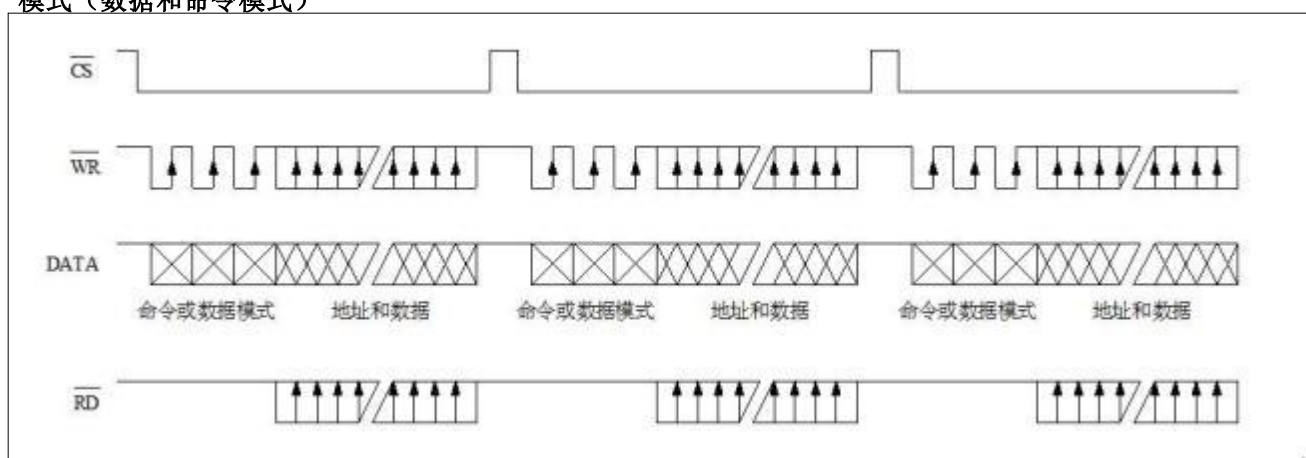 模式（数据和命令模式）
CS
WR
DATA
命令或数据模式 地址和数据 命令或数据模式 地址和数据 命令或数据模式 地址和数据
RD